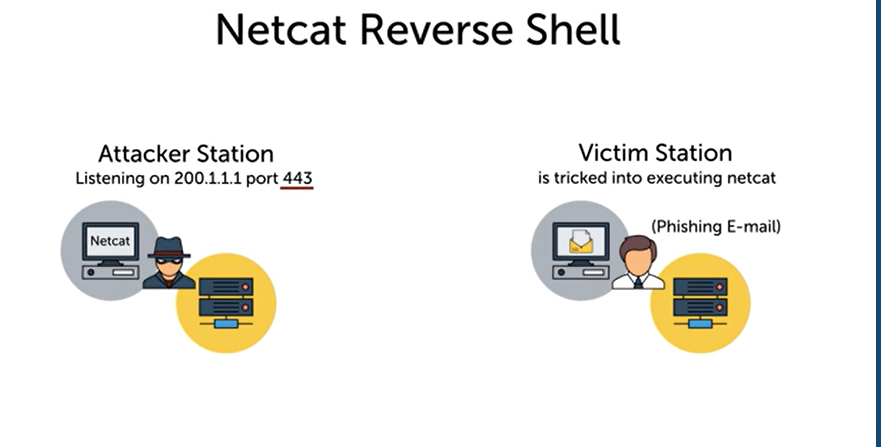 Netcat Reverse Shell
Attacker Station
Listening on 200.1.1.1 port 443
Netcat
Victim Station
is tricked into executing netcat
(Phishing E-mail)